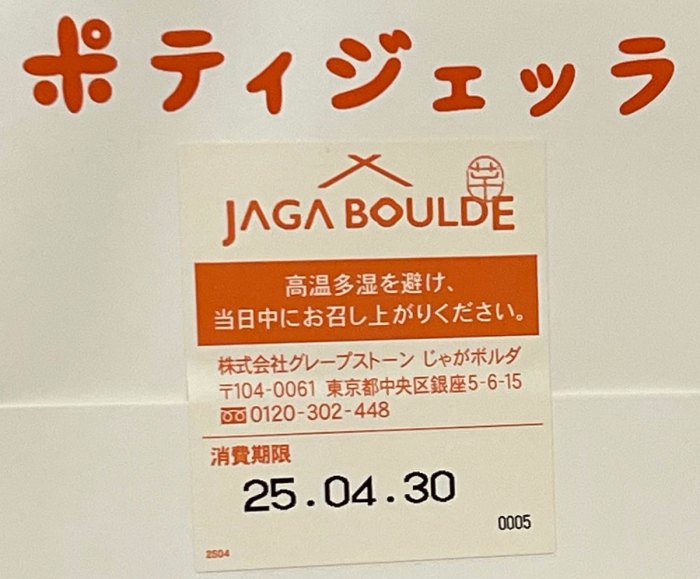 ポティジェラ
芋
JAGA BOULDE
高温多湿を避け、
当日中にお召し上がりください。
株式会社グレープストーン じゃがボルダ
〒104-0061 東京都中央区銀座5-6-15
0120-302-448
消費期限
25.04.30
0005
2504